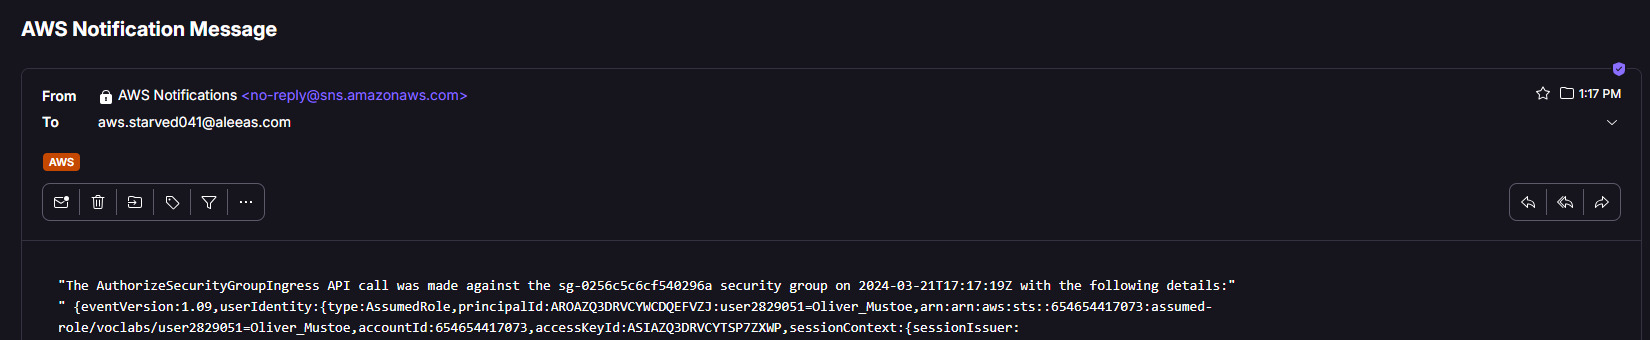 AWS Notification Message
From AWS Notifications <no-reply@sns.amazonaws.com> 1:17 PM
To aws.starved041@aleeas.com
AWS
"The AuthorizeSecurityGroupIngress API call was made against the sg-0256c5c6cf540296a security group on 2024-03-21T17:17:19Z with the following details:"
" {eventVersion:1.09,userIdentity:{type:AssumedRole,principalId:AROAZQ3DRVCYWCDQEFVZJ:user2829051=Oliver_Mustoe,arn:arn:aws:sts::654654417073:assumed-
role/voclabs/user2829051=Oliver_Mustoe,accountId:654654417073,accessKeyId:ASIAZQ3DRVCYTSP7ZXWP,sessionContext:{sessionIssuer: